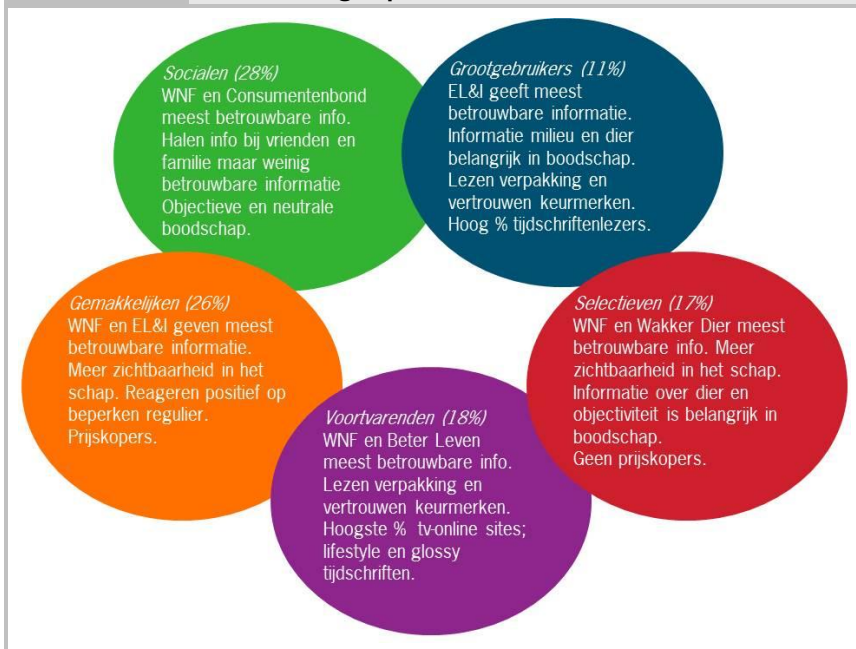 Socialen (28%)
WNF en Consumentenbond
meest betrouwbare info.
Halen info bij vrienden en
familie maar weinig
betrouwbare informatie
Objectieve en neutrale
boodschap.
Grootgebruikers (11%)
EL&I geeft meest
betrouwbare informatie.
Informatie milieu en dier
belangrijk in boodschap.
Lezen verpakking en
vertrouwen keurmerken.
Hoog % tijdschriftenlezers.
Gemakkelijken (26%)
WNF en EL&I geven meest
betrouwbare informatie.
Meer zichtbaarheid in het
schap. Reageren positief op
beperken regulier.
Prijskopers.
Selectieven (17%)
WNF en Wakker Dier meest
betrouwbare info. Meer
zichtbaarheid in het schap.
Informatie over dier en
objectiviteit is belangrijk in
boodschap.
Geen prijskopers.
Voortvarenden (18%)
WNF en Beter Leven
meest betrouwbare info.
Lezen verpakking en
vertrouwen keurmerken.
Hoogste % tv-online sites;
lifestyle en glossy
tijdschriften.